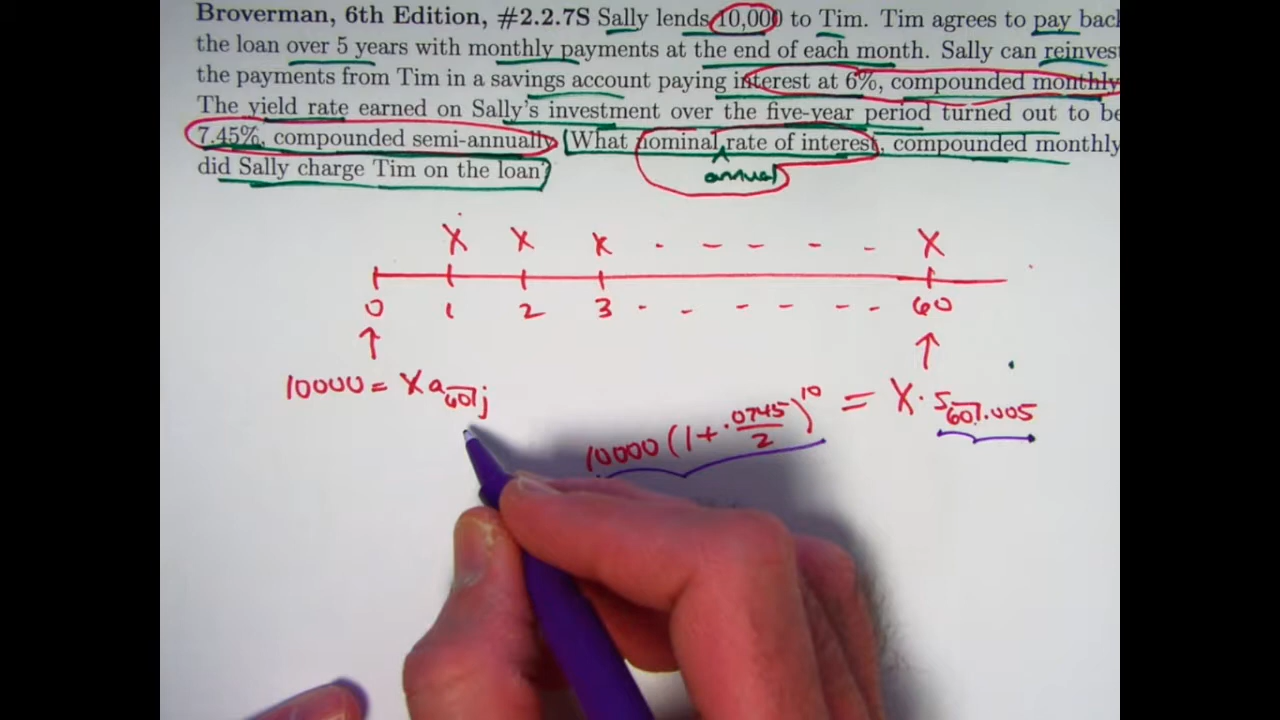 Broverman, 6th Edition, #2.2.7S Sally lends 10,000 to Tim. Tim agrees to pay bac
the loan over 5 years with monthly payments at the end of each month. Sally can reinves
the payments from Tim in a savings account paying interest at 6%, compounded monthly
The yield rate earned on Sally's investment over the five-year period turned out to be
7.45%, compounded semi-annually. What nominal rate of interest, compounded monthly
annual
did Sally charge Tim on the loan?
X X X . - - - - X
0 1 2 3 . - - - - - 60
10000 = X a60⌉j
10000 (1 + .0745/2)^10 = X · s60⌉.005